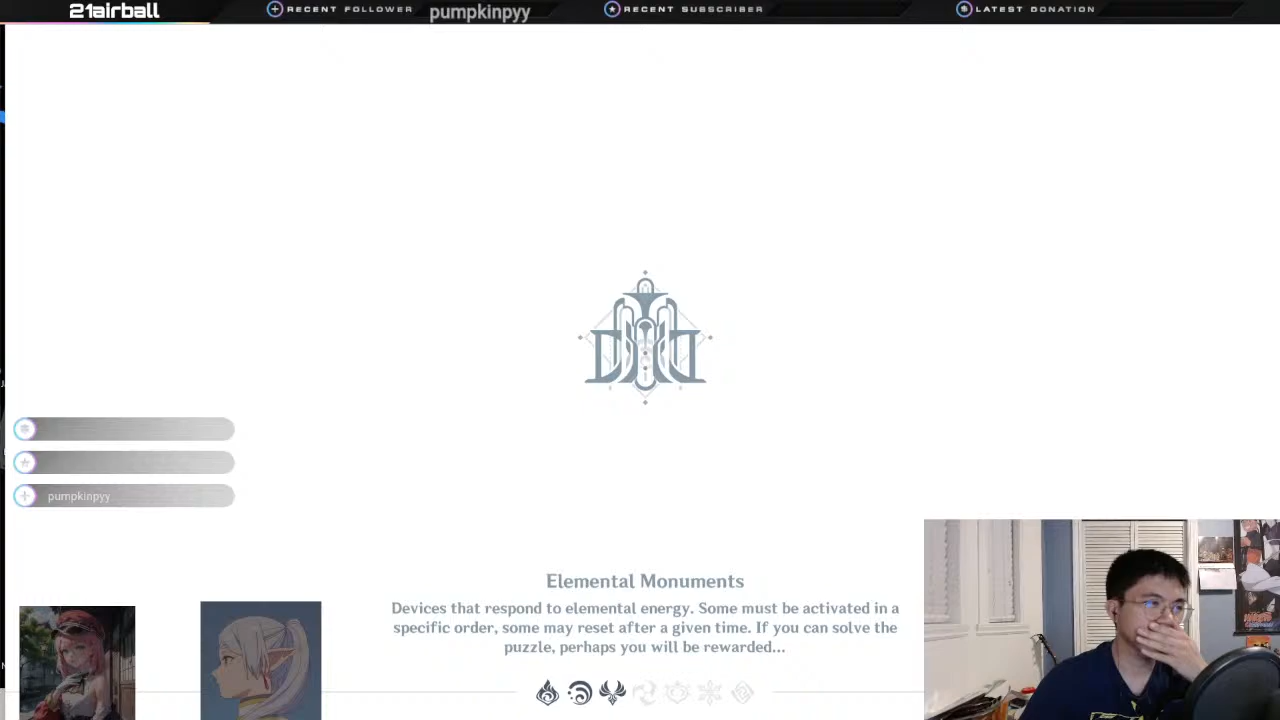 21airball
RECENT FOLLOWER
pumpkinpyy
RECENT SUBSCRIBER
LATEST DONATION
pumpkinpyy
Elemental Monuments
Devices that respond to elemental energy. Some must be activated in a
specific order, some may reset after a given time. If you can solve the
puzzle, perhaps you will be rewarded...
NARUTO